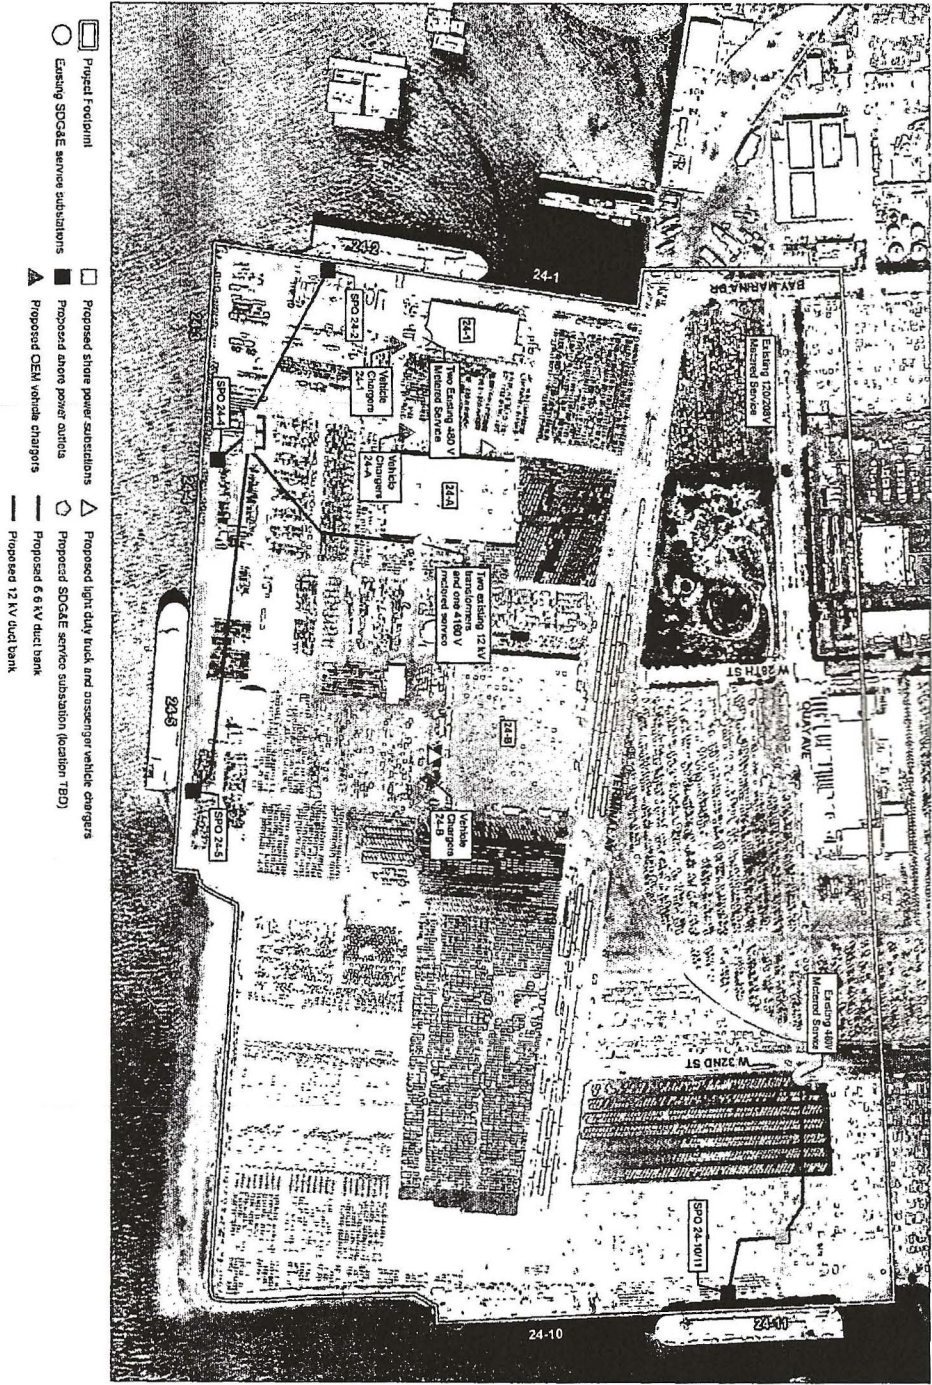 24-1
24-2
BAY MARINA DR
SPO 24-2
Vehicle
Chargers
24-1
24-1
Two Existing 480 V
Metered Service
Existing 120/208V
Metered Service
SPO 24-4
Vehicle
Chargers
24-A
24-A
Two existing 12 kV
transformers
and one 4160 V
metered service
W 28TH ST
QUAY AVE
24-B
24-5
SPO 24-5
Vehicle
Chargers
24-B
Existing 480V
Metered Service
W 32ND ST
SPO 24-10/11
24-10
24-11
Project Footprint
Existing SDG&E service substations
Proposed shore power substations
Proposed shore power outlets
Proposed OEM vehicle chargers
Proposed light duty truck and passenger vehicle chargers
Proposed SDG&E service substation (location TBD)
Proposed 6.6 kV duct bank
Proposed 12 kV duct bank